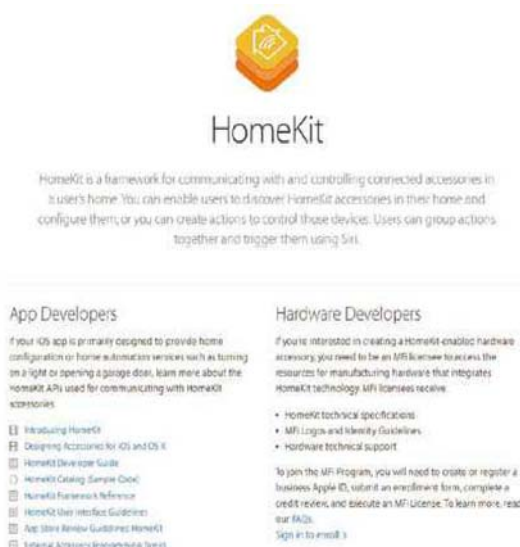 HomeKit
HomeKit is a framework for communicating with and controlling connected accessories in
a user's home. You can enable users to discover HomeKit accessories in their home and
configure them, or you can create actions to control those devices. Users can group actions
together and trigger them using Siri.
App Developers
If your iOS app is primarily designed to provide home
configuration or home automation services such as turning
on a light or opening a garage door, learn more about the
HomeKit APIs used for communicating with HomeKit
accessories.
Introducing HomeKit
Designing Accessories for iOS and OS X
HomeKit Developer Guide
HomeKit Catalog (Sample Code)
HomeKit Framework Reference
HomeKit User Interface Guidelines
App Store Review Guidelines: HomeKit
External Accessory Programming Topics
Hardware Developers
If you're interested in creating a HomeKit-enabled hardware
accessory, you need to be an MFi licensee to access the
resources for manufacturing hardware that integrates
HomeKit technology. MFi licensees receive:
• HomeKit technical specifications
• MFi Logos and Identity Guidelines
• Hardware technical support
To join the MFi Program, you will need to create or register a
business Apple ID, submit an enrollment form, complete a
credit review, and execute an MFi License. To learn more, read
our FAQs.
Sign in to enroll >